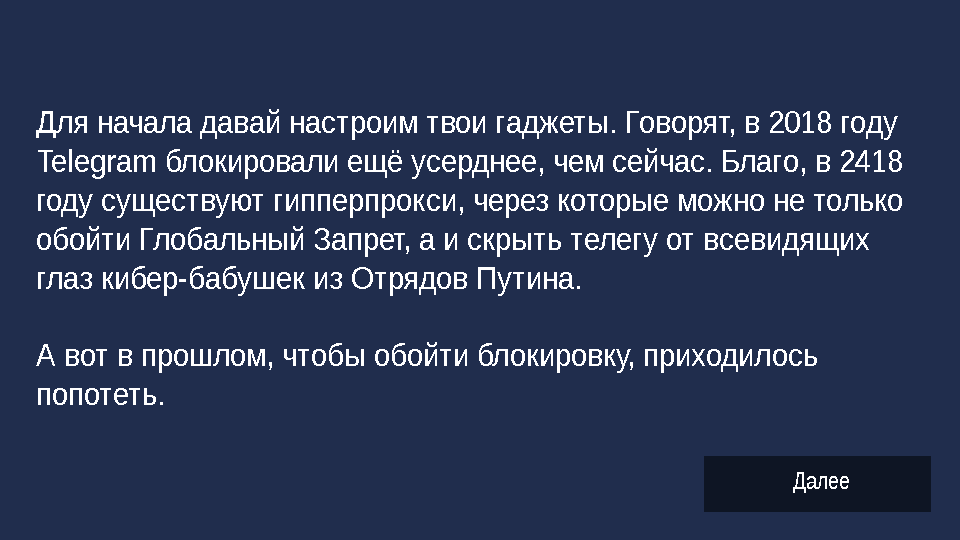 Для начала давай настроим твои гаджеты. Говорят, в 2018 году
Telegram блокировали ещё усерднее, чем сейчас. Благо, в 2418
году существуют гипперпрокси, через которые можно не только
обойти Глобальный Запрет, а и скрыть телегу от всевидящих
глаз кибер-бабушек из Отрядов Путина.
А вот в прошлом, чтобы обойти блокировку, приходилось
попотеть.
Далее